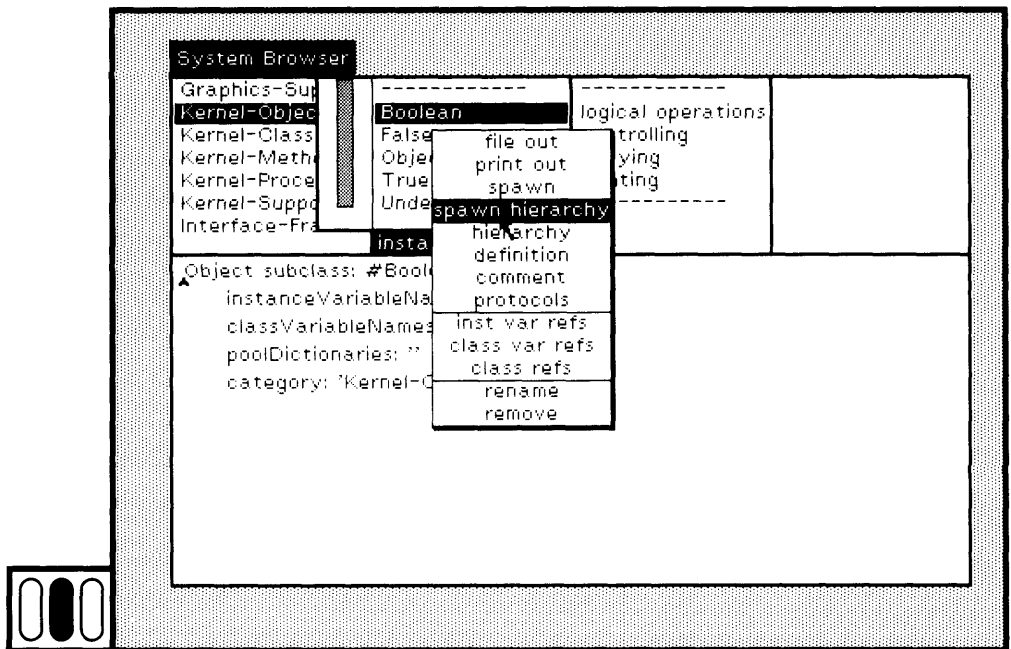 System Browser
Graphics-Sup
Kernel-Objec
Kernel-Class
Kernel-Meth
Kernel-Proce
Kernel-Suppo
Interface-Fra
------------
Boolean
False
Obje
True
Unde
insta
------------
logical operations
trolling
ying
ting
------------
file out
print out
spawn
spawn hierarchy
hierarchy
definition
comment
protocols
inst var refs
class var refs
class refs
rename
remove
Object subclass: #Boole
instanceVariableNa
classVariableNames
poolDictionaries: ''
category: 'Kernel-O